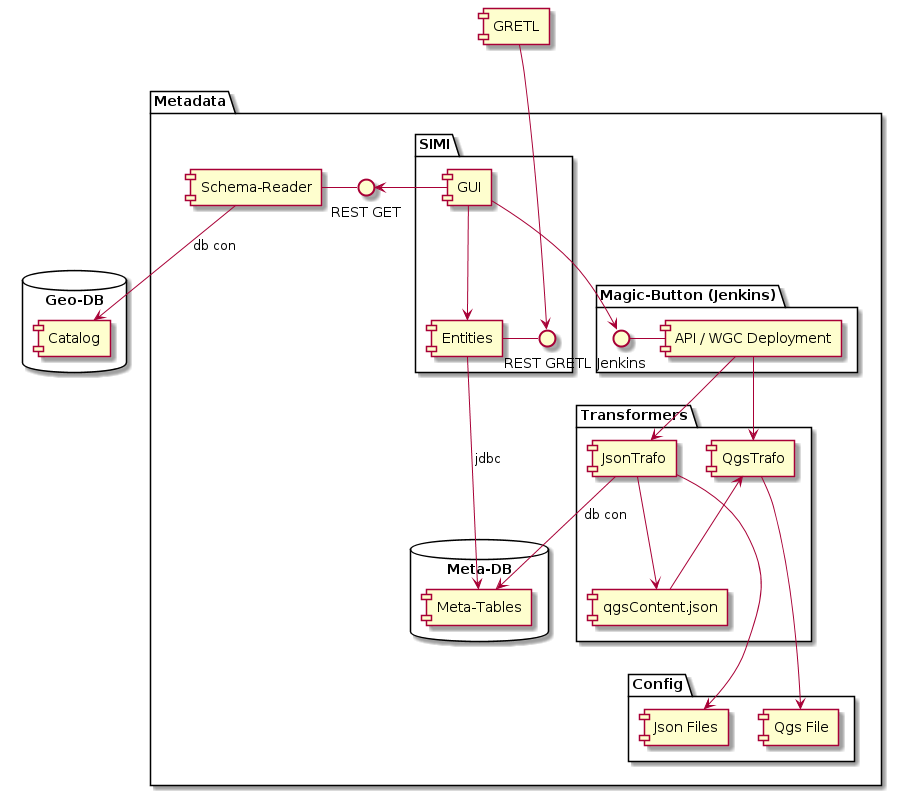 GRETL
Metadata
SIMI
Schema-Reader
GUI
REST GET
db con
Geo-DB
Magic-Button (Jenkins)
Catalog
Entities
API / WGC Deployment
REST GRETL
Jenkins
Transformers
JsonTrafo
QgsTrafo
jdbc
db con
Meta-DB
Meta-Tables
qgsContent.json
Config
Json Files
Qgs File